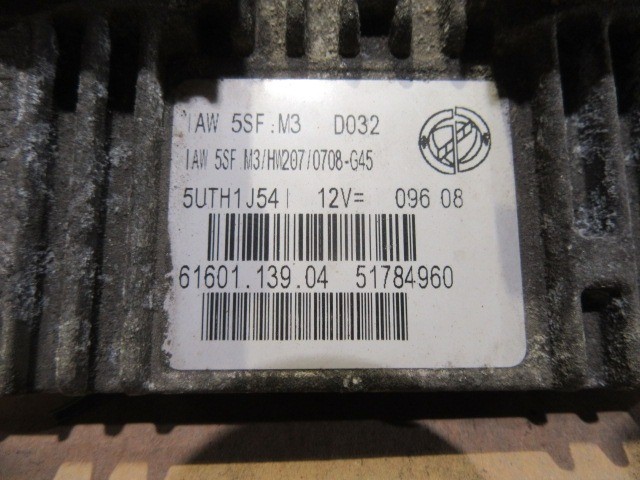 IAW 5SF.M3 D032
IAW 5SF M3/HW207/0708-G45
5UTH1J54 12V= 096 08
61601.139.04 51784960